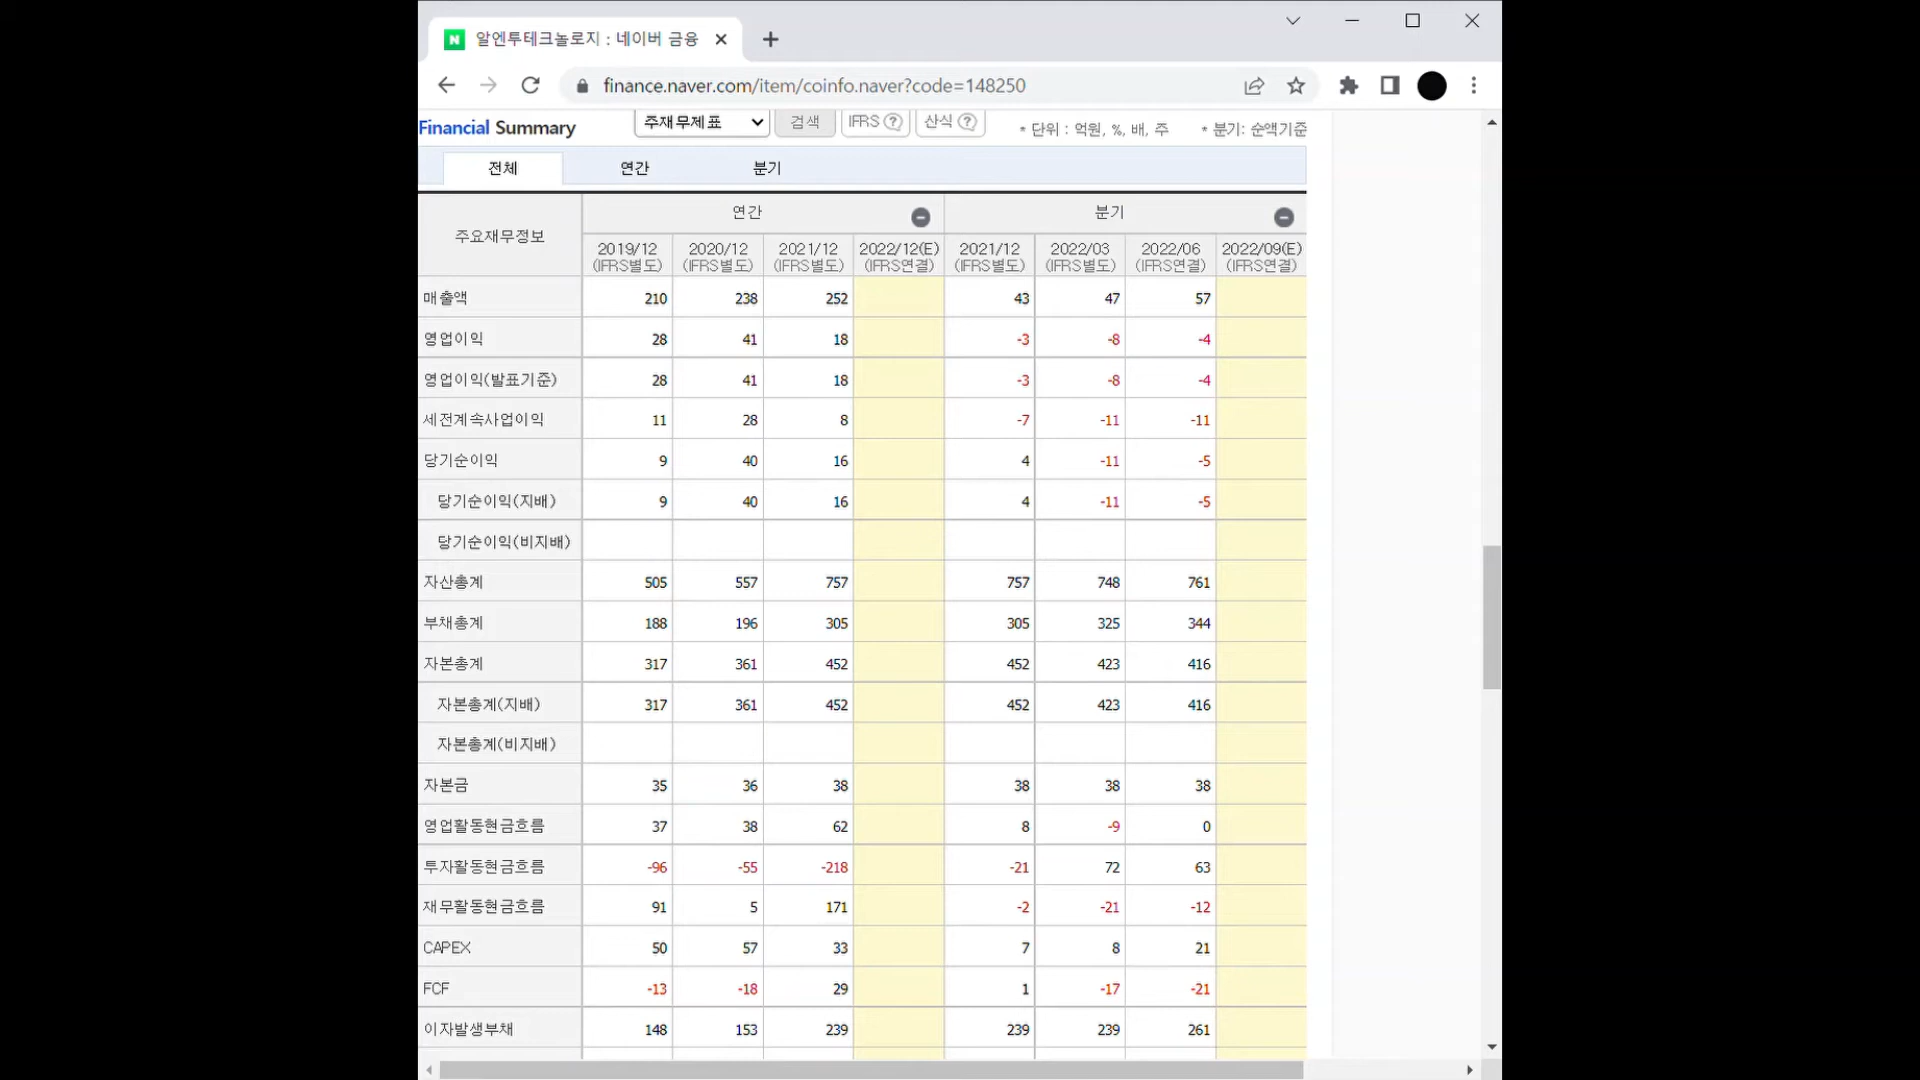 알엔투테크놀로지 : 네이버 금융
finance.naver.com/item/coinfo.naver?code=148250
Financial Summary 주재무제표 검색 IFRS ? 산식 ? * 단위 : 억원, %, 배, 주 * 분기: 순액기준
전체 연간 분기
주요재무정보 연간 분기
2019/12 2020/12 2021/12 2022/12(E) 2021/12 2022/03 2022/06 2022/09(E)
(IFRS별도) (IFRS별도) (IFRS별도) (IFRS연결) (IFRS별도) (IFRS별도) (IFRS연결) (IFRS연결)
매출액 210 238 252 43 47 57
영업이익 28 41 18 -3 -8 -4
영업이익(발표기준) 28 41 18 -3 -8 -4
세전계속사업이익 11 28 8 -7 -11 -11
당기순이익 9 40 16 4 -11 -5
당기순이익(지배) 9 40 16 4 -11 -5
당기순이익(비지배)
자산총계 505 557 757 757 748 761
부채총계 188 196 305 305 325 344
자본총계 317 361 452 452 423 416
자본총계(지배) 317 361 452 452 423 416
자본총계(비지배)
자본금 35 36 38 38 38 38
영업활동현금흐름 37 38 62 8 -9 0
투자활동현금흐름 -96 -55 -218 -21 72 63
재무활동현금흐름 91 5 171 -2 -21 -12
CAPEX 50 57 33 7 8 21
FCF -13 -18 29 1 -17 -21
이자발생부채 148 153 239 239 239 261